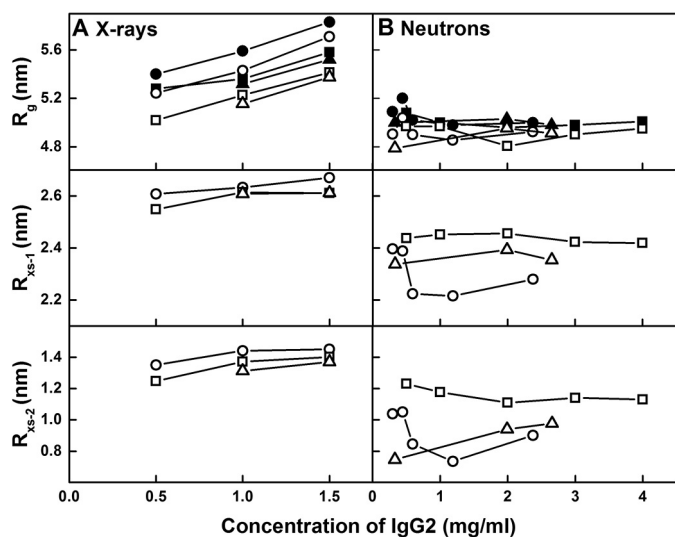 A X-rays
B Neutrons
Rg (nm)
5.6
5.2
4.8
Rxs-1 (nm)
2.6
2.4
2.2
Rxs-2 (nm)
1.4
1.0
0.8
0.0 0.5 1.0 1.5 0 1 2 3 4
Concentration of IgG2 (mg/ml)